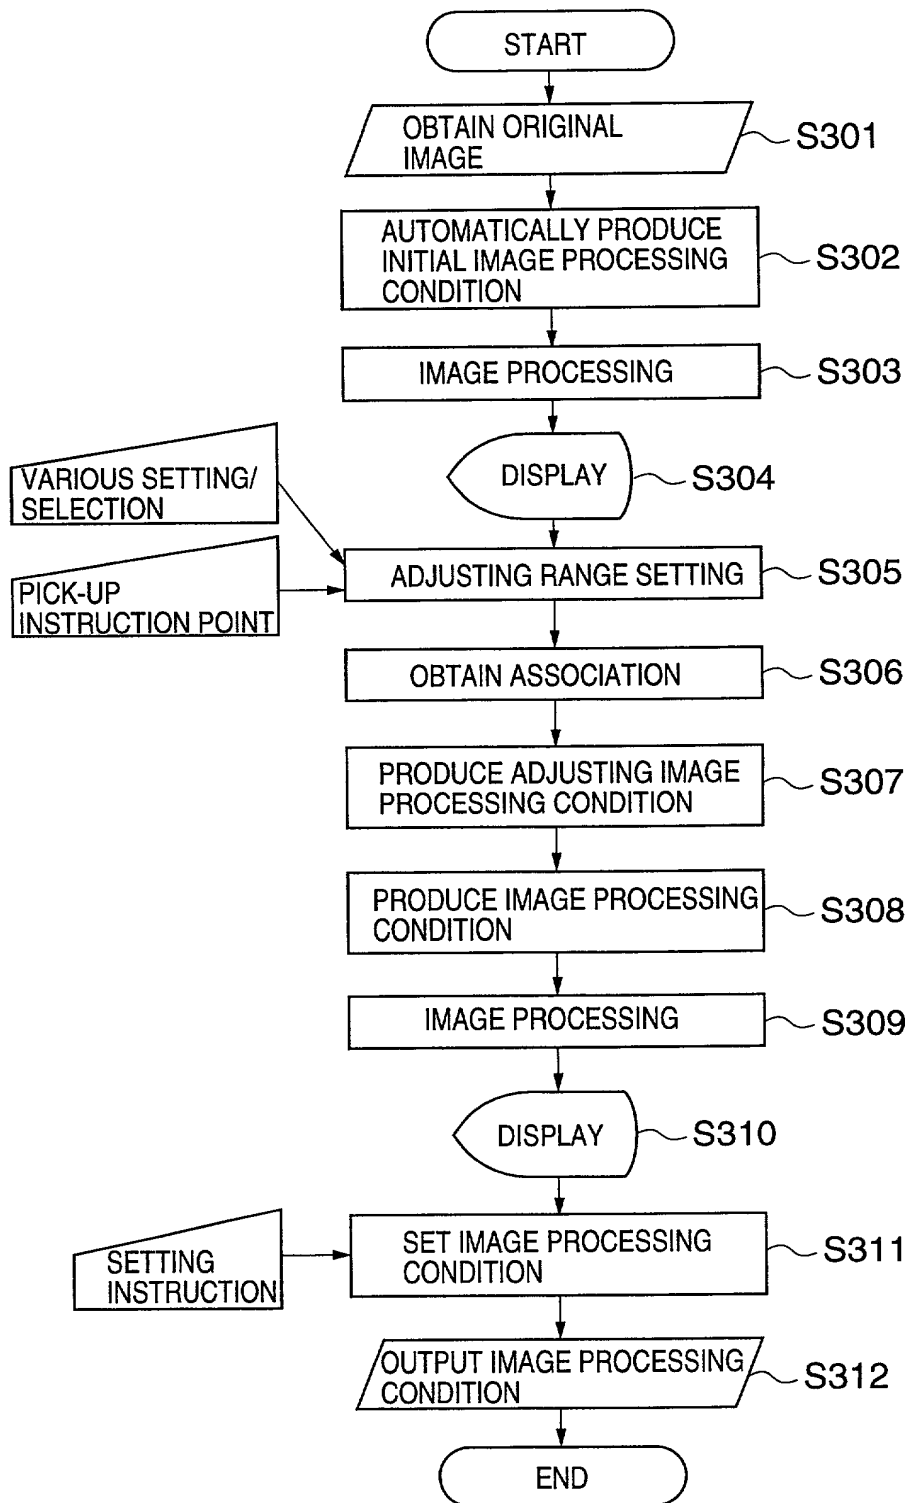 START
OBTAIN ORIGINAL
IMAGE
S301
AUTOMATICALLY PRODUCE
INITIAL IMAGE PROCESSING
CONDITION
S302
IMAGE PROCESSING
S303
DISPLAY
S304
VARIOUS SETTING/
SELECTION
PICK-UP
INSTRUCTION POINT
ADJUSTING RANGE SETTING
S305
OBTAIN ASSOCIATION
S306
PRODUCE ADJUSTING IMAGE
PROCESSING CONDITION
S307
PRODUCE IMAGE PROCESSING
CONDITION
S308
IMAGE PROCESSING
S309
DISPLAY
S310
SETTING
INSTRUCTION
SET IMAGE PROCESSING
CONDITION
S311
OUTPUT IMAGE PROCESSING
CONDITION
S312
END